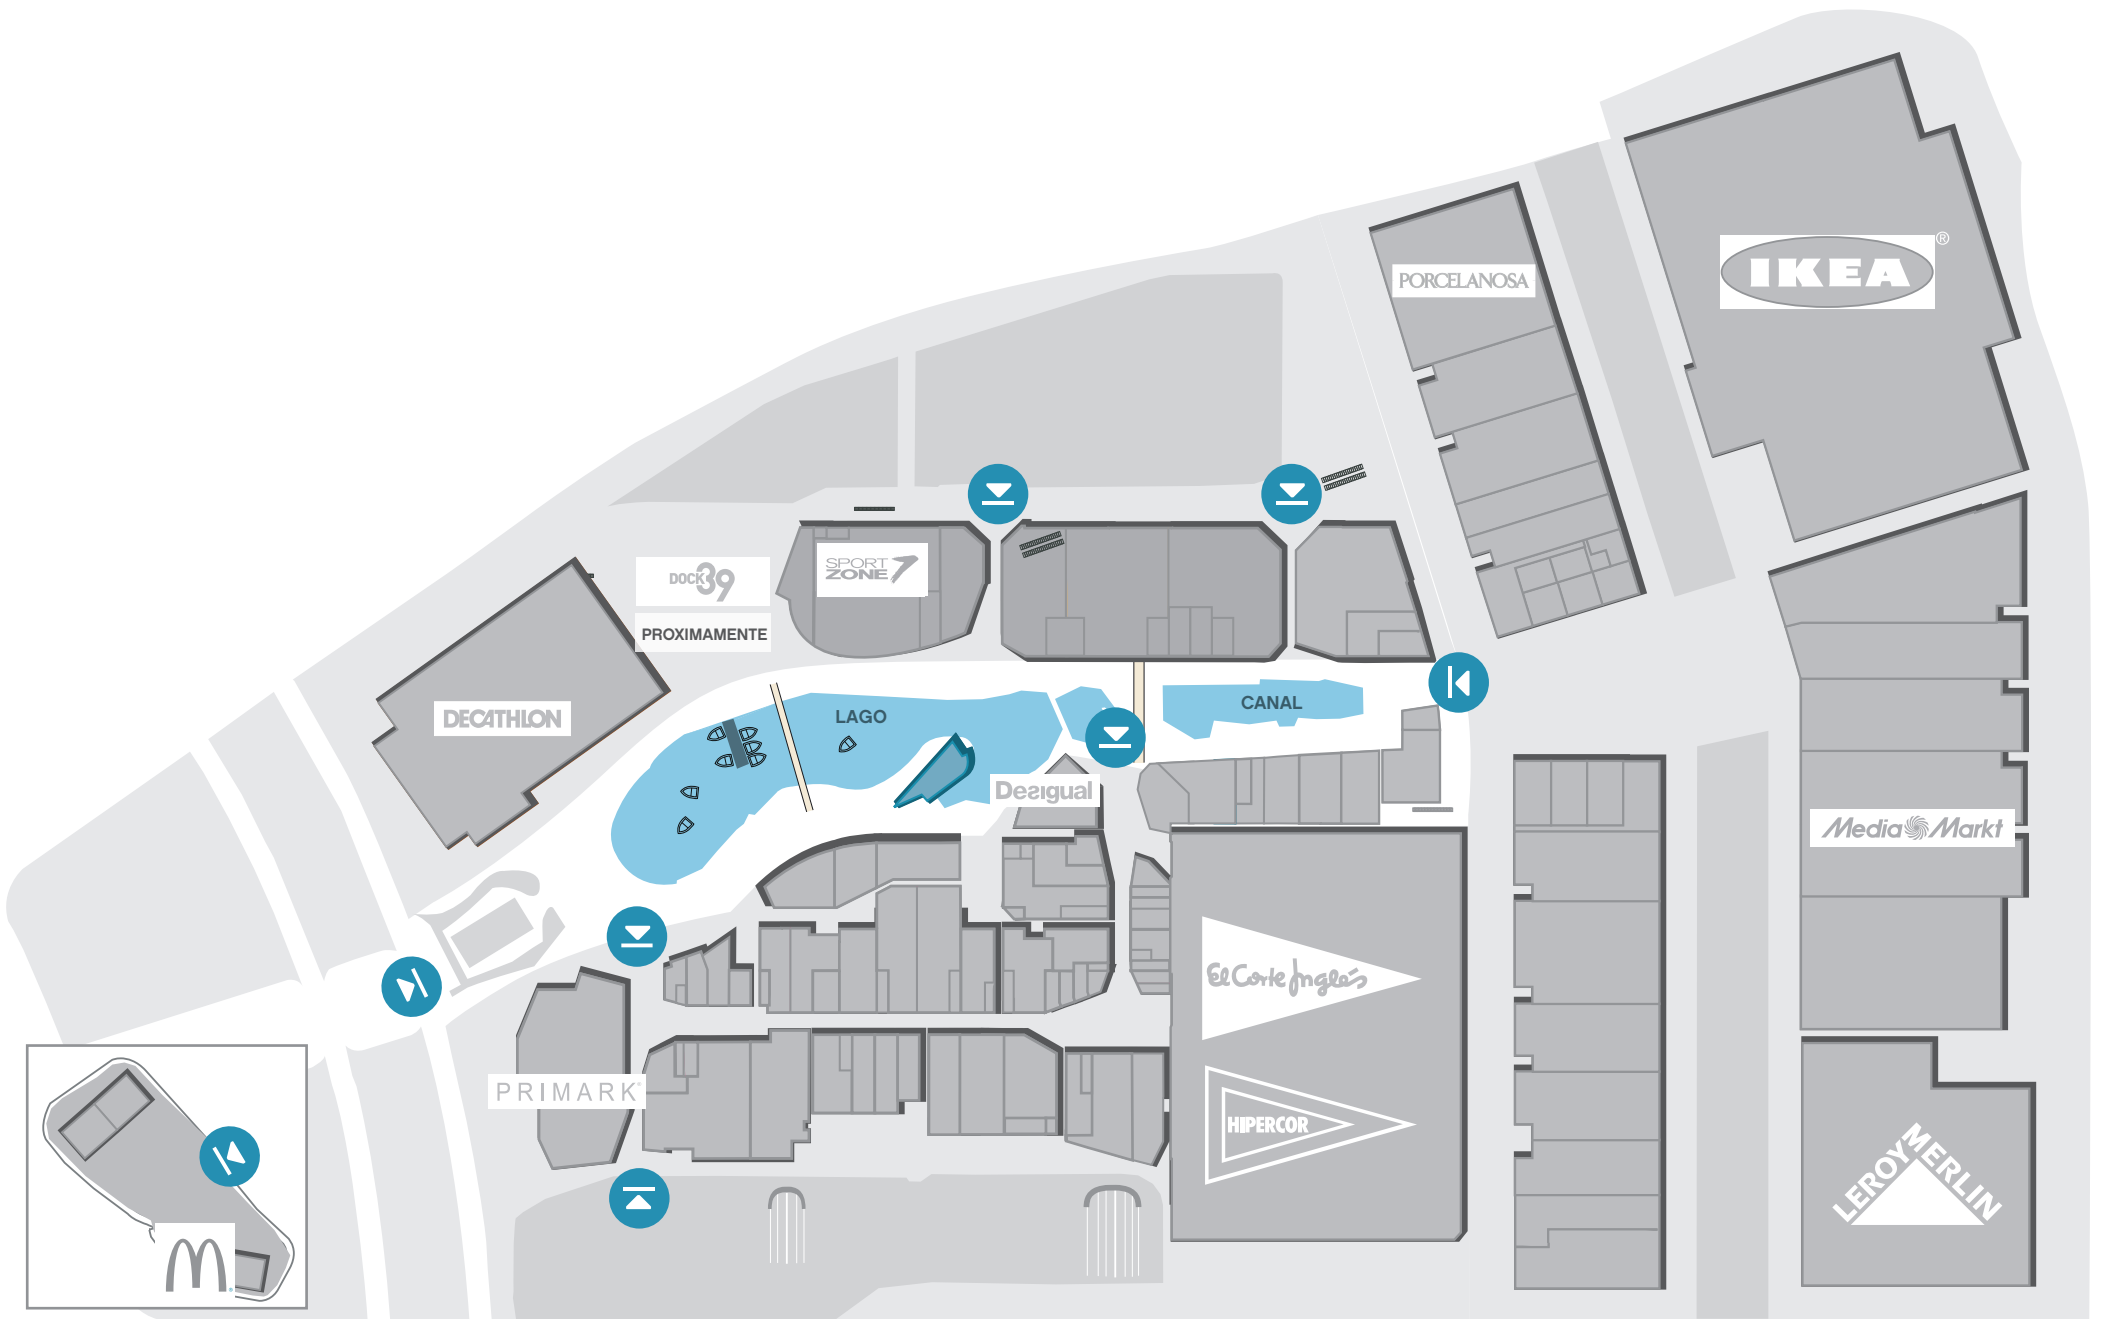 IKEA®
PORCELANOSA
SPORT
ZONE
DOCK39
PROXIMAMENTE
DECATHLON
LAGO
CANAL
Desigual
MediaMarkt
El Corte Inglés
PRIMARK
HIPERCOR
LEROY MERLIN
M